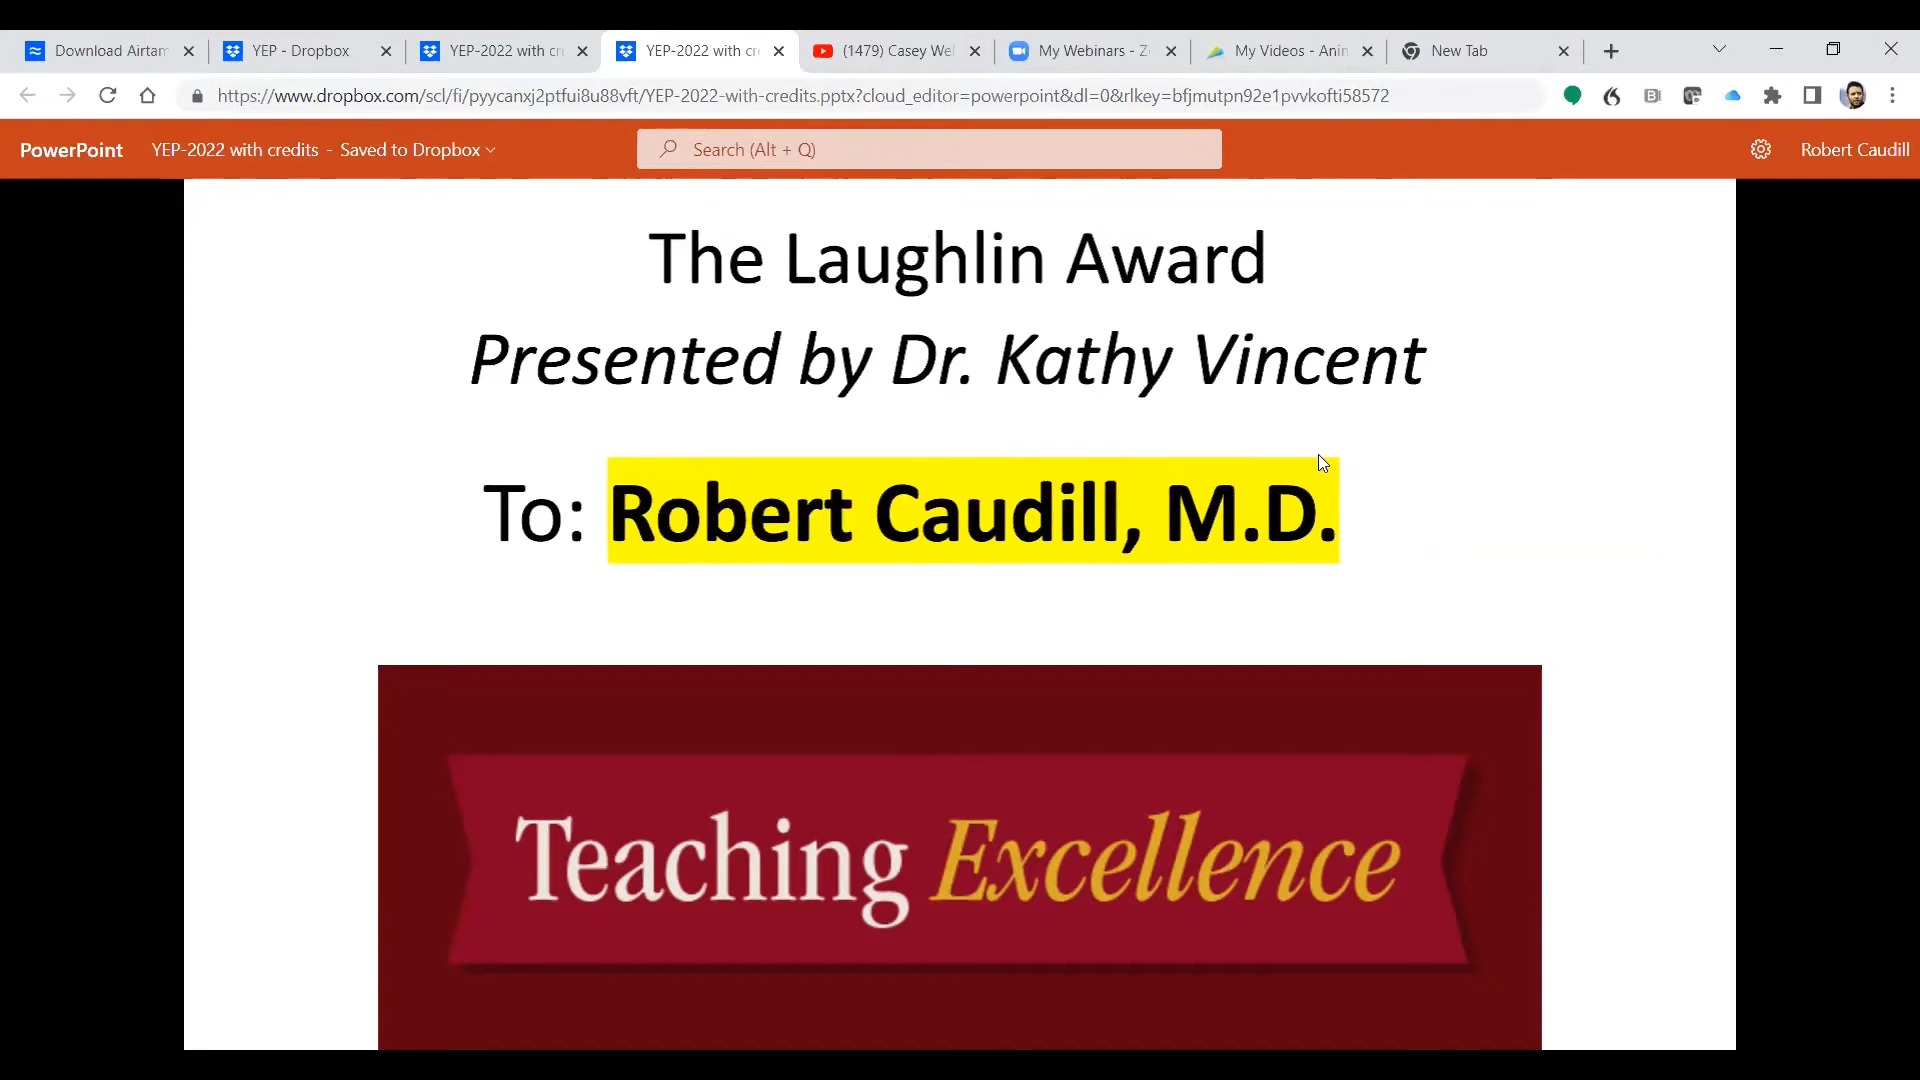 Download Airtam
YEP - Dropbox
YEP-2022 with cr
YEP-2022 with cr
(1479) Casey Wel
My Webinars - Z
My Videos - Anin
New Tab
https://www.dropbox.com/scl/fi/pyycanxj2ptfui8u88vft/YEP-2022-with-credits.pptx?cloud_editor=powerpoint&dl=0&rlkey=bfjmutpn92e1pvvkofti58572
PowerPoint YEP-2022 with credits - Saved to Dropbox
Search (Alt + Q)
Robert Caudill
The Laughlin Award
Presented by Dr. Kathy Vincent
To: Robert Caudill, M.D.
Teaching Excellence